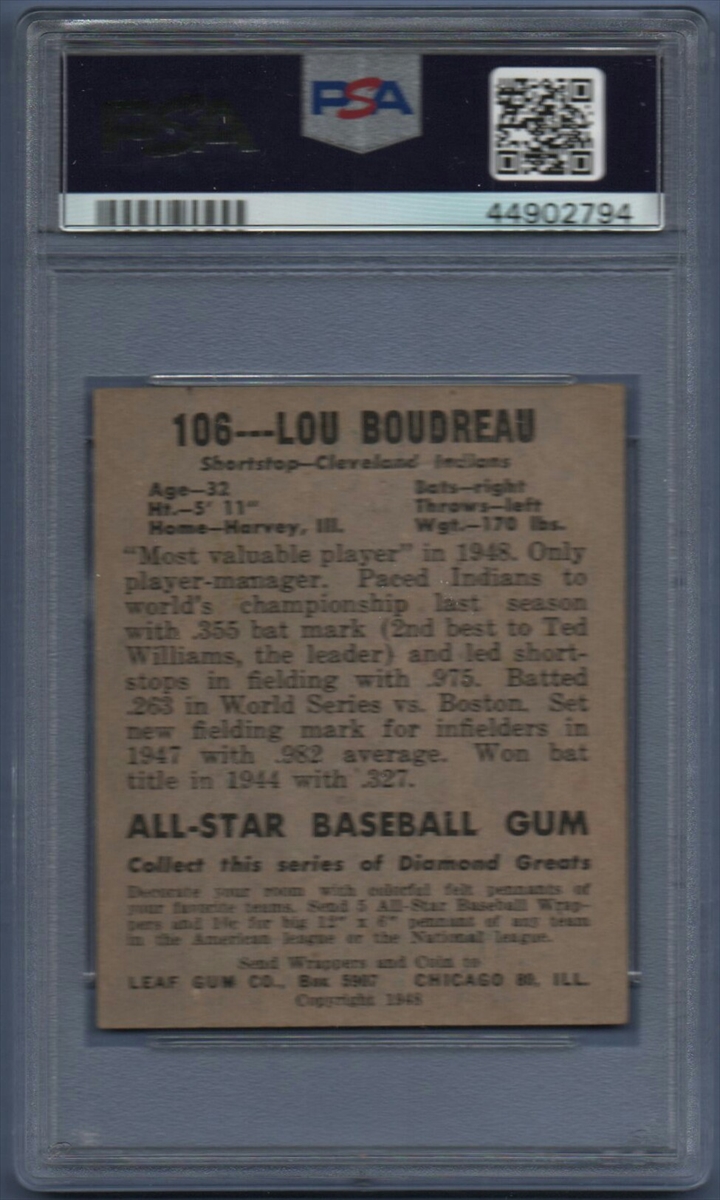 PSA
44902794
106---LOU BOUDREAU
Shortstop—Cleveland Indians
Age—32 Bats—right
Ht.—5' 11" Throws—left
Home—Harvey, Ill. Wgt.—170 lbs.
"Most valuable player" in 1948. Only
player-manager. Paced Indians to
world's championship last season
with .355 bat mark (2nd best to Ted
Williams, the leader) and led short-
stops in fielding with .975. Batted
.263 in World Series vs. Boston. Set
new fielding mark for infielders in
1947 with .982 average. Won bat
title in 1944 with .327.
ALL-STAR BASEBALL GUM
Collect this series of Diamond Greats
Decorate your room with colorful felt pennants of
your favorite teams. Send 5 All-Star Baseball Wrap-
pers and 10c for big 12" x 6" pennant of any team
in the American league or the National league.
Send Wrappers and Coin to
LEAF GUM CO., Box 5907 CHICAGO 80, ILL.
Copyright 1948